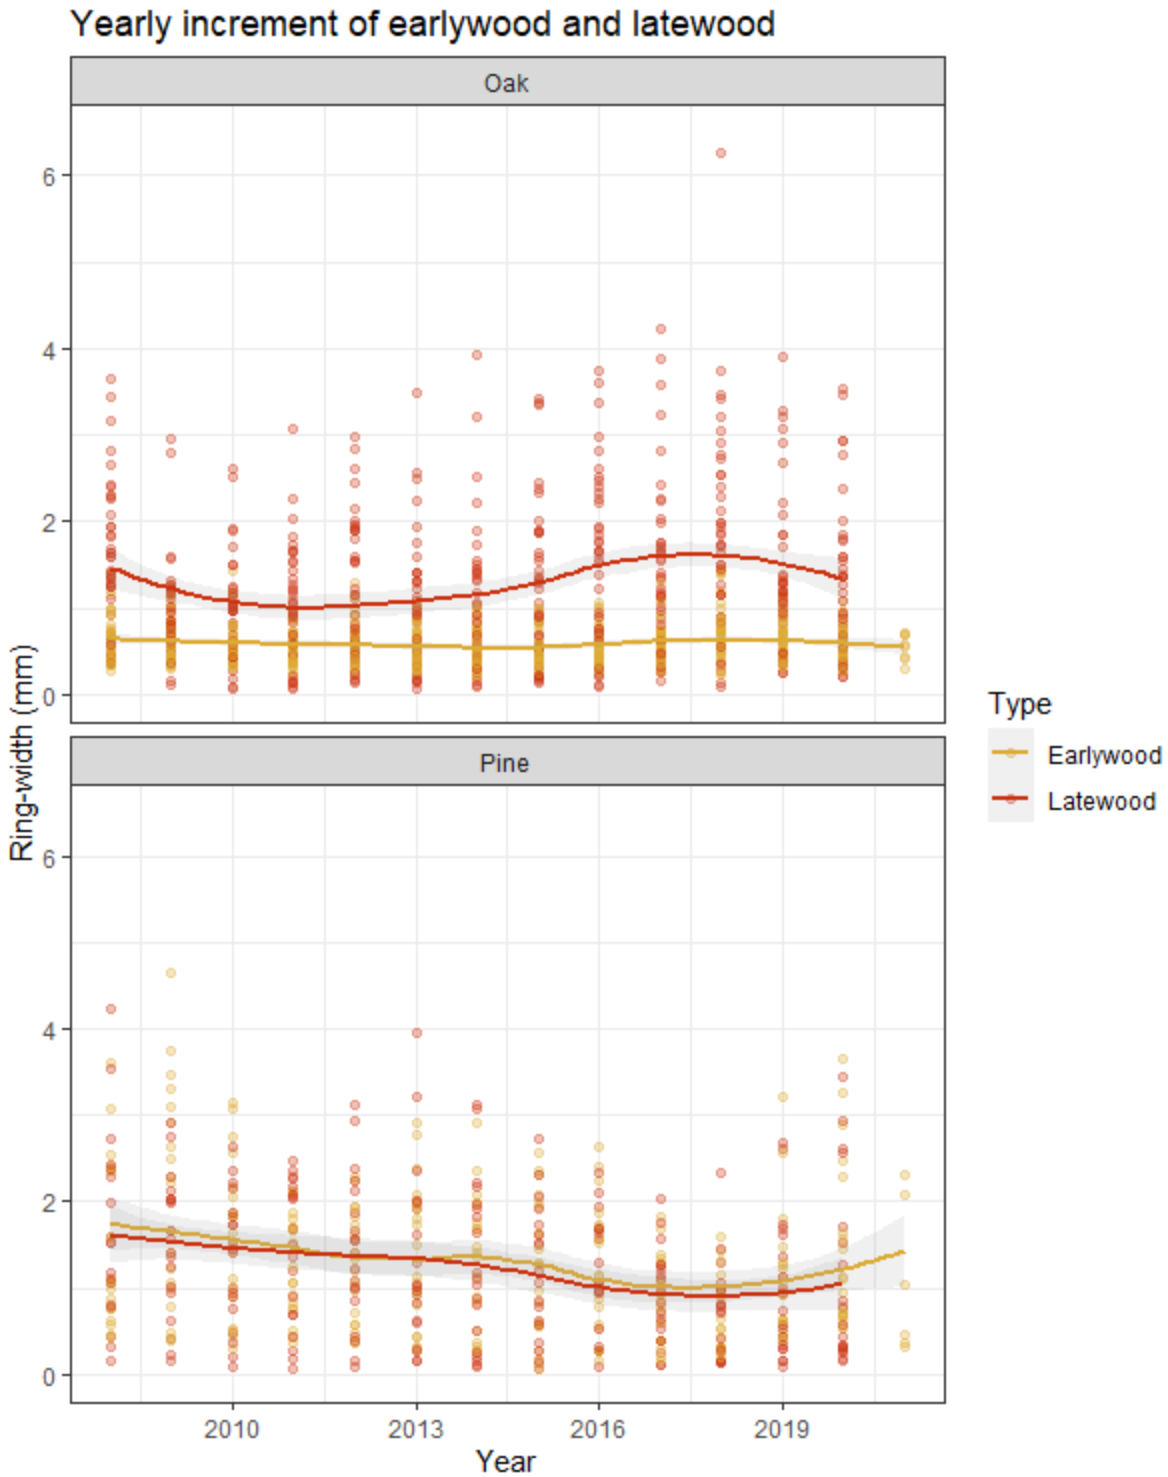 Yearly increment of earlywood and latewood
Oak
6
4
2
0
Pine
6
4
2
0
2010 2013 2016 2019
Year
Ring-width (mm)
Type
Earlywood
Latewood